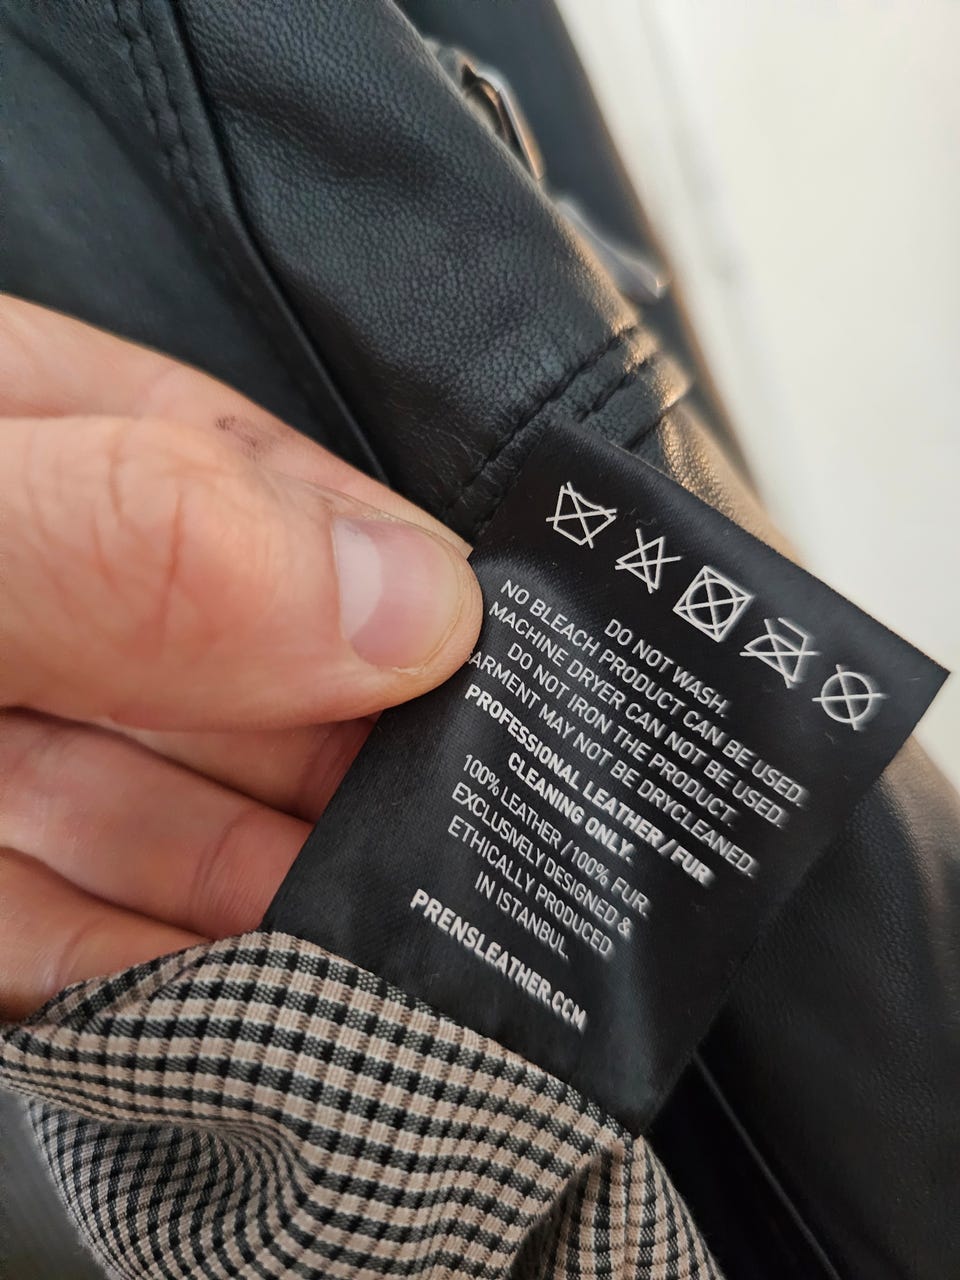 DO NOT WASH.
NO BLEACH PRODUCT CAN BE USED.
MACHINE DRYER CAN NOT BE USED.
DO NOT IRON THE PRODUCT.
GARMENT MAY NOT BE DRYCLEANED.
PROFESSIONAL LEATHER / FUR
CLEANING ONLY.
100% LEATHER / 100% FUR.
EXCLUSIVELY DESIGNED &
ETHICALLY PRODUCED
IN ISTANBUL.
PRENSLEATHER.COM